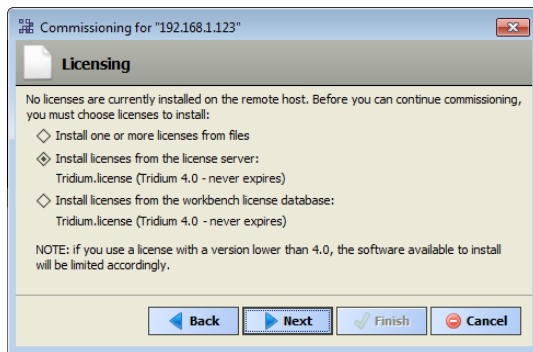 Commissioning for "192.168.1.123"
Licensing
No licenses are currently installed on the remote host. Before you can continue commissioning,
you must choose licenses to install:
Install one or more licenses from files
Install licenses from the license server:
Tridium.license (Tridium 4.0 - never expires)
Install licenses from the workbench license database:
Tridium.license (Tridium 4.0 - never expires)
NOTE: if you use a license with a version lower than 4.0, the software available to install
will be limited accordingly.
Back
Next
Finish
Cancel